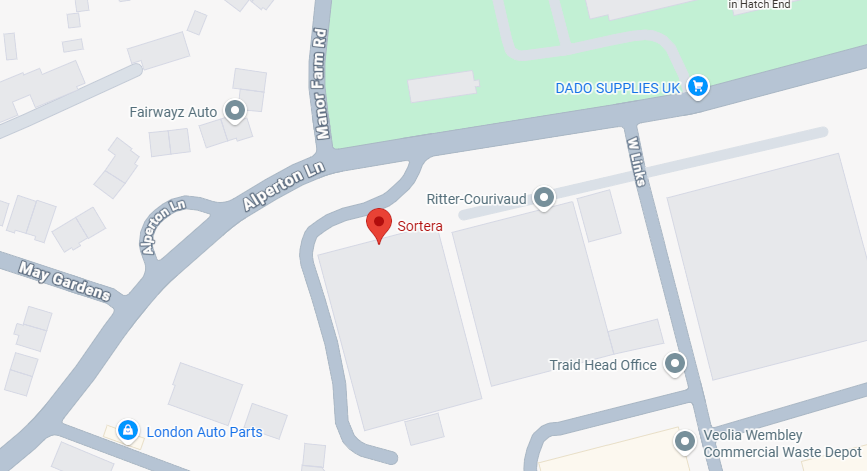 in Hatch End
DADO SUPPLIES UK
Manor Farm Rd
Fairwayz Auto
W Links
Alperton Ln
Ritter-Courivaud
Alperton Ln
Sortera
May Gardens
Traid Head Office
London Auto Parts
Veolia Wembley
Commercial Waste Depot